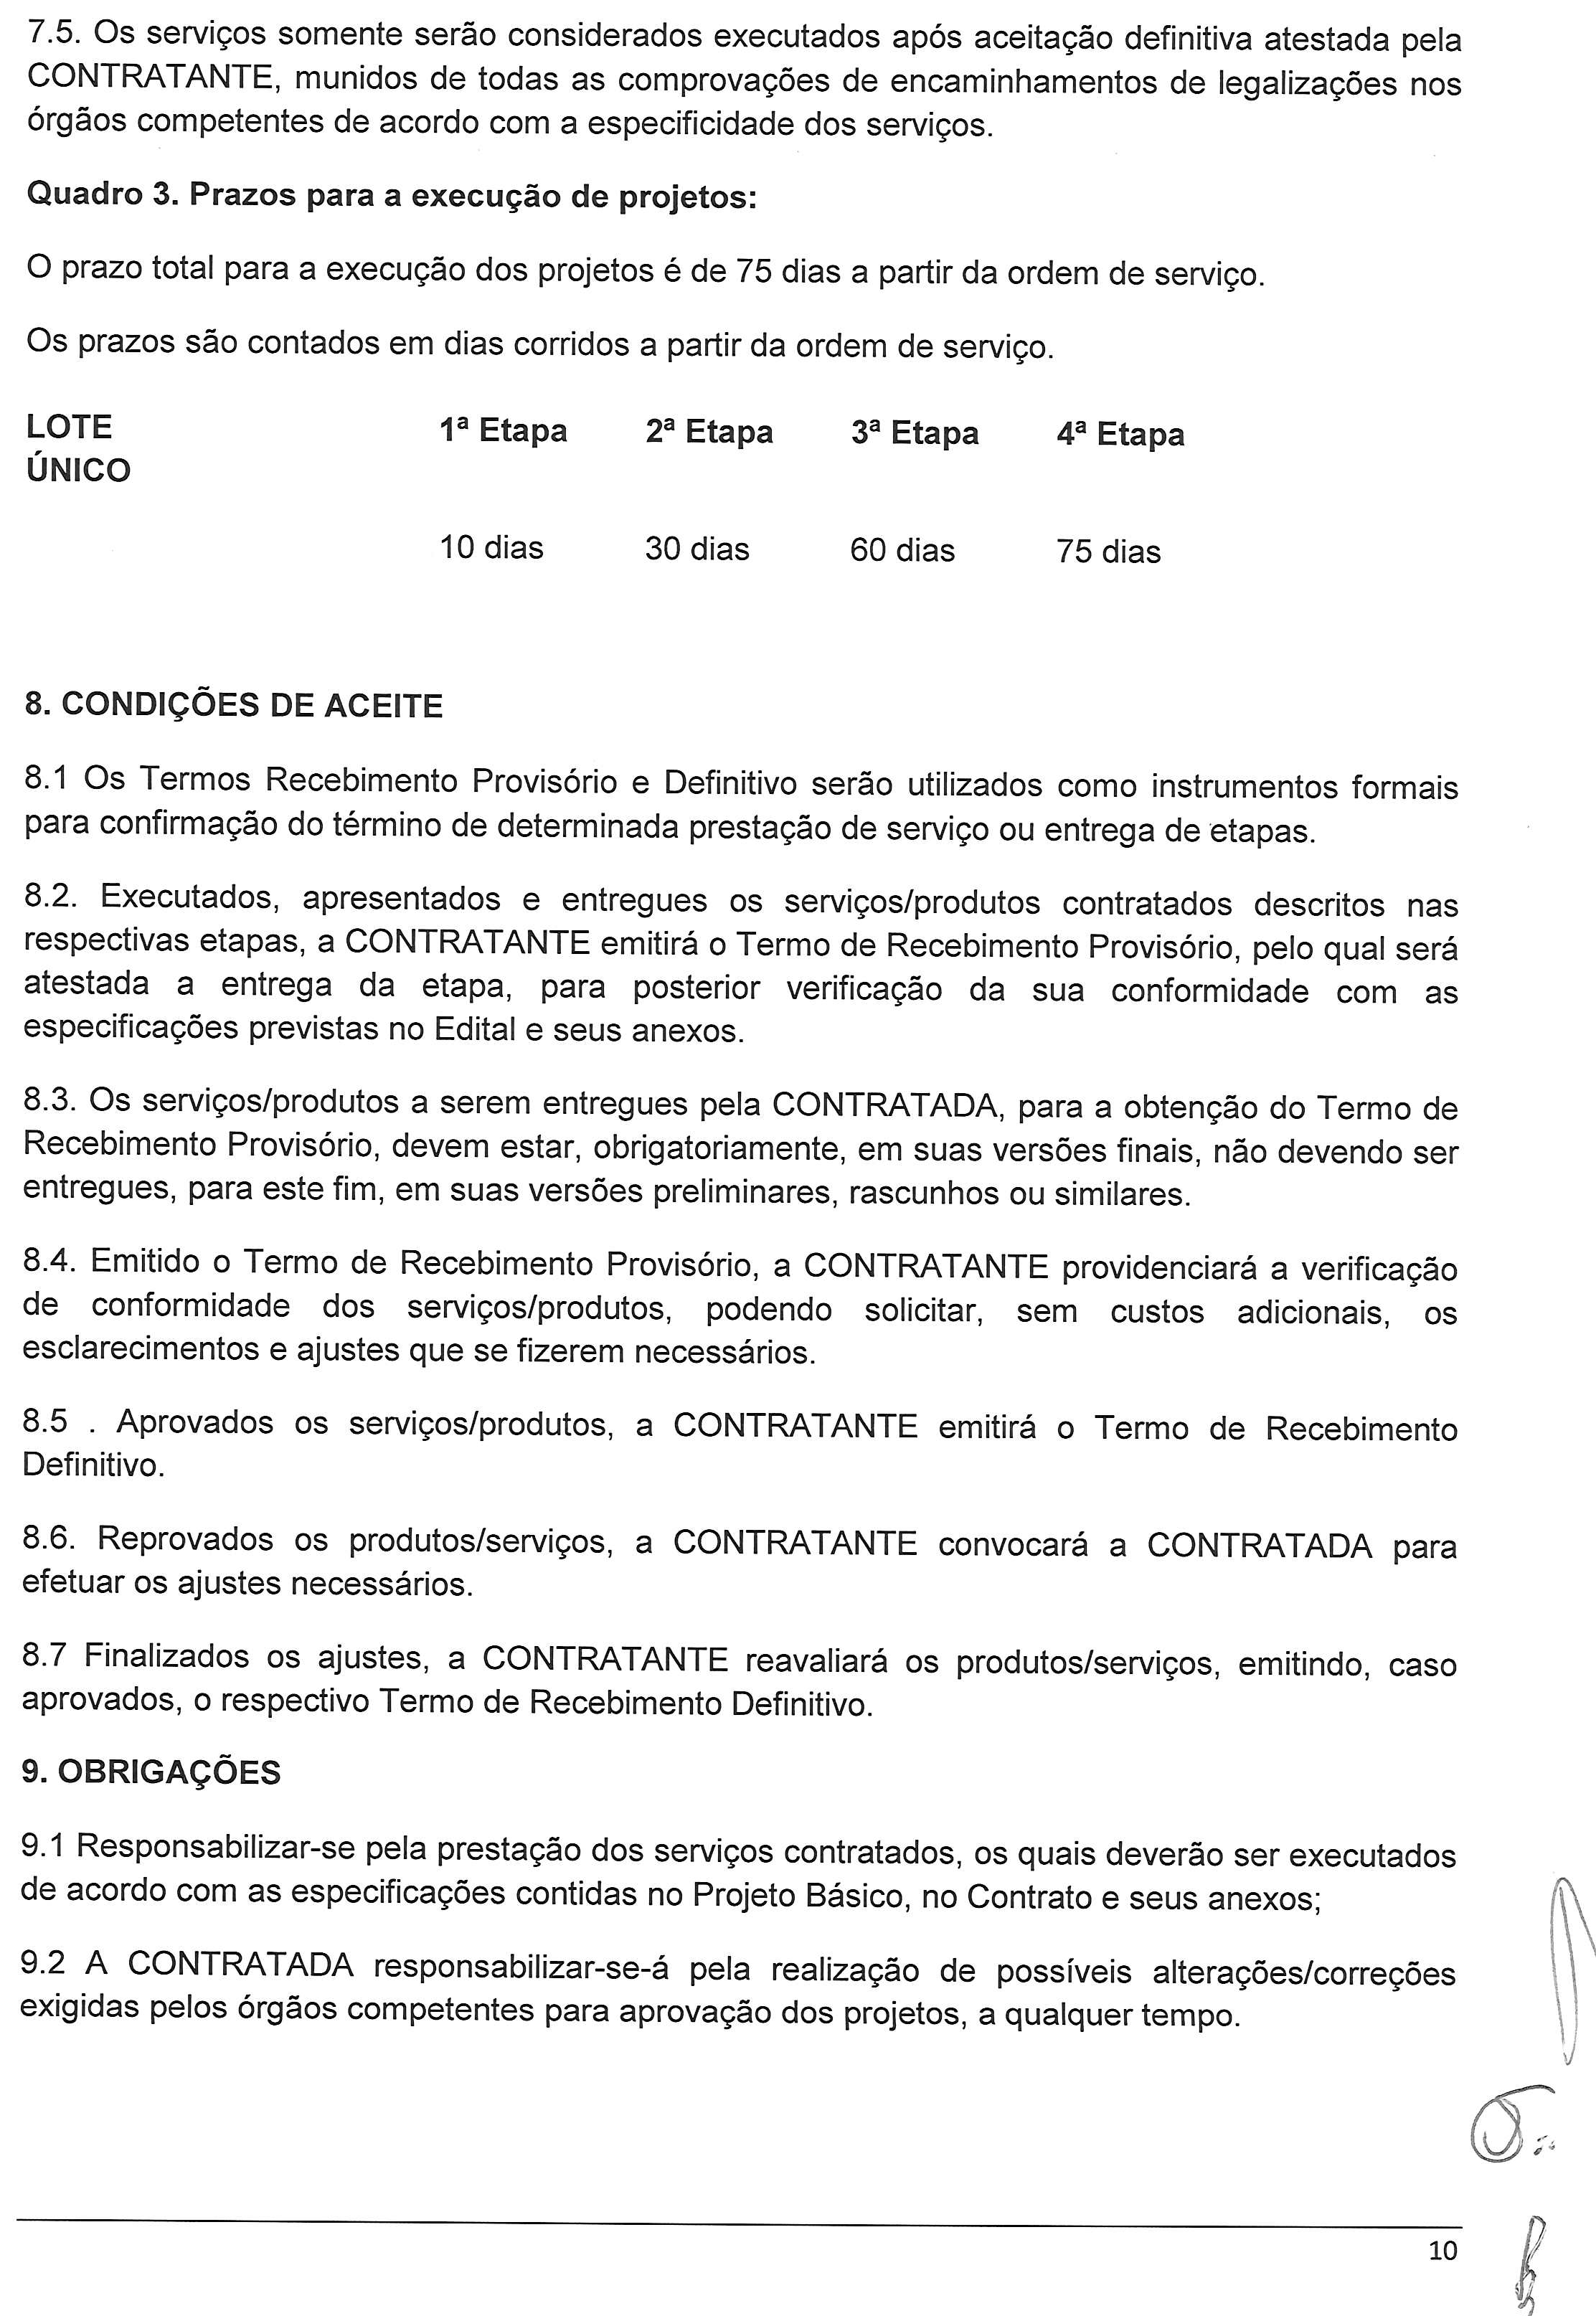 7.5. Os serviços somente serão considerados executados após aceitação definitiva atestada pela
CONTRATANTE, munidos de todas as comprovações de encaminhamentos de legalizações nos
órgãos competentes de acordo com a especificidade dos serviços.
Quadro 3. Prazos para a execução de projetos:
O prazo total para a execução dos projetos é de 75 dias a partir da ordem de serviço.
Os prazos são contados em dias corridos a partir da ordem de serviço.
LOTE 1ª Etapa 2ª Etapa 3ª Etapa 4ª Etapa
ÚNICO
10 dias 30 dias 60 dias 75 dias
8. CONDIÇÕES DE ACEITE
8.1 Os Termos Recebimento Provisório e Definitivo serão utilizados como instrumentos formais
para confirmação do término de determinada prestação de serviço ou entrega de etapas.
8.2. Executados, apresentados e entregues os serviços/produtos contratados descritos nas
respectivas etapas, a CONTRATANTE emitirá o Termo de Recebimento Provisório, pelo qual será
atestada a entrega da etapa, para posterior verificação da sua conformidade com as
especificações previstas no Edital e seus anexos.
8.3. Os serviços/produtos a serem entregues pela CONTRATADA, para a obtenção do Termo de
Recebimento Provisório, devem estar, obrigatoriamente, em suas versões finais, não devendo ser
entregues, para este fim, em suas versões preliminares, rascunhos ou similares.
8.4. Emitido o Termo de Recebimento Provisório, a CONTRATANTE providenciará a verificação
de conformidade dos serviços/produtos, podendo solicitar, sem custos adicionais, os
esclarecimentos e ajustes que se fizerem necessários.
8.5 . Aprovados os serviços/produtos, a CONTRATANTE emitirá o Termo de Recebimento
Definitivo.
8.6. Reprovados os produtos/serviços, a CONTRATANTE convocará a CONTRATADA para
efetuar os ajustes necessários.
8.7 Finalizados os ajustes, a CONTRATANTE reavaliará os produtos/serviços, emitindo, caso
aprovados, o respectivo Termo de Recebimento Definitivo.
9. OBRIGAÇÕES
9.1 Responsabilizar-se pela prestação dos serviços contratados, os quais deverão ser executados
de acordo com as especificações contidas no Projeto Básico, no Contrato e seus anexos;
9.2 A CONTRATADA responsabilizar-se-á pela realização de possíveis alterações/correções
exigidas pelos órgãos competentes para aprovação dos projetos, a qualquer tempo.
10